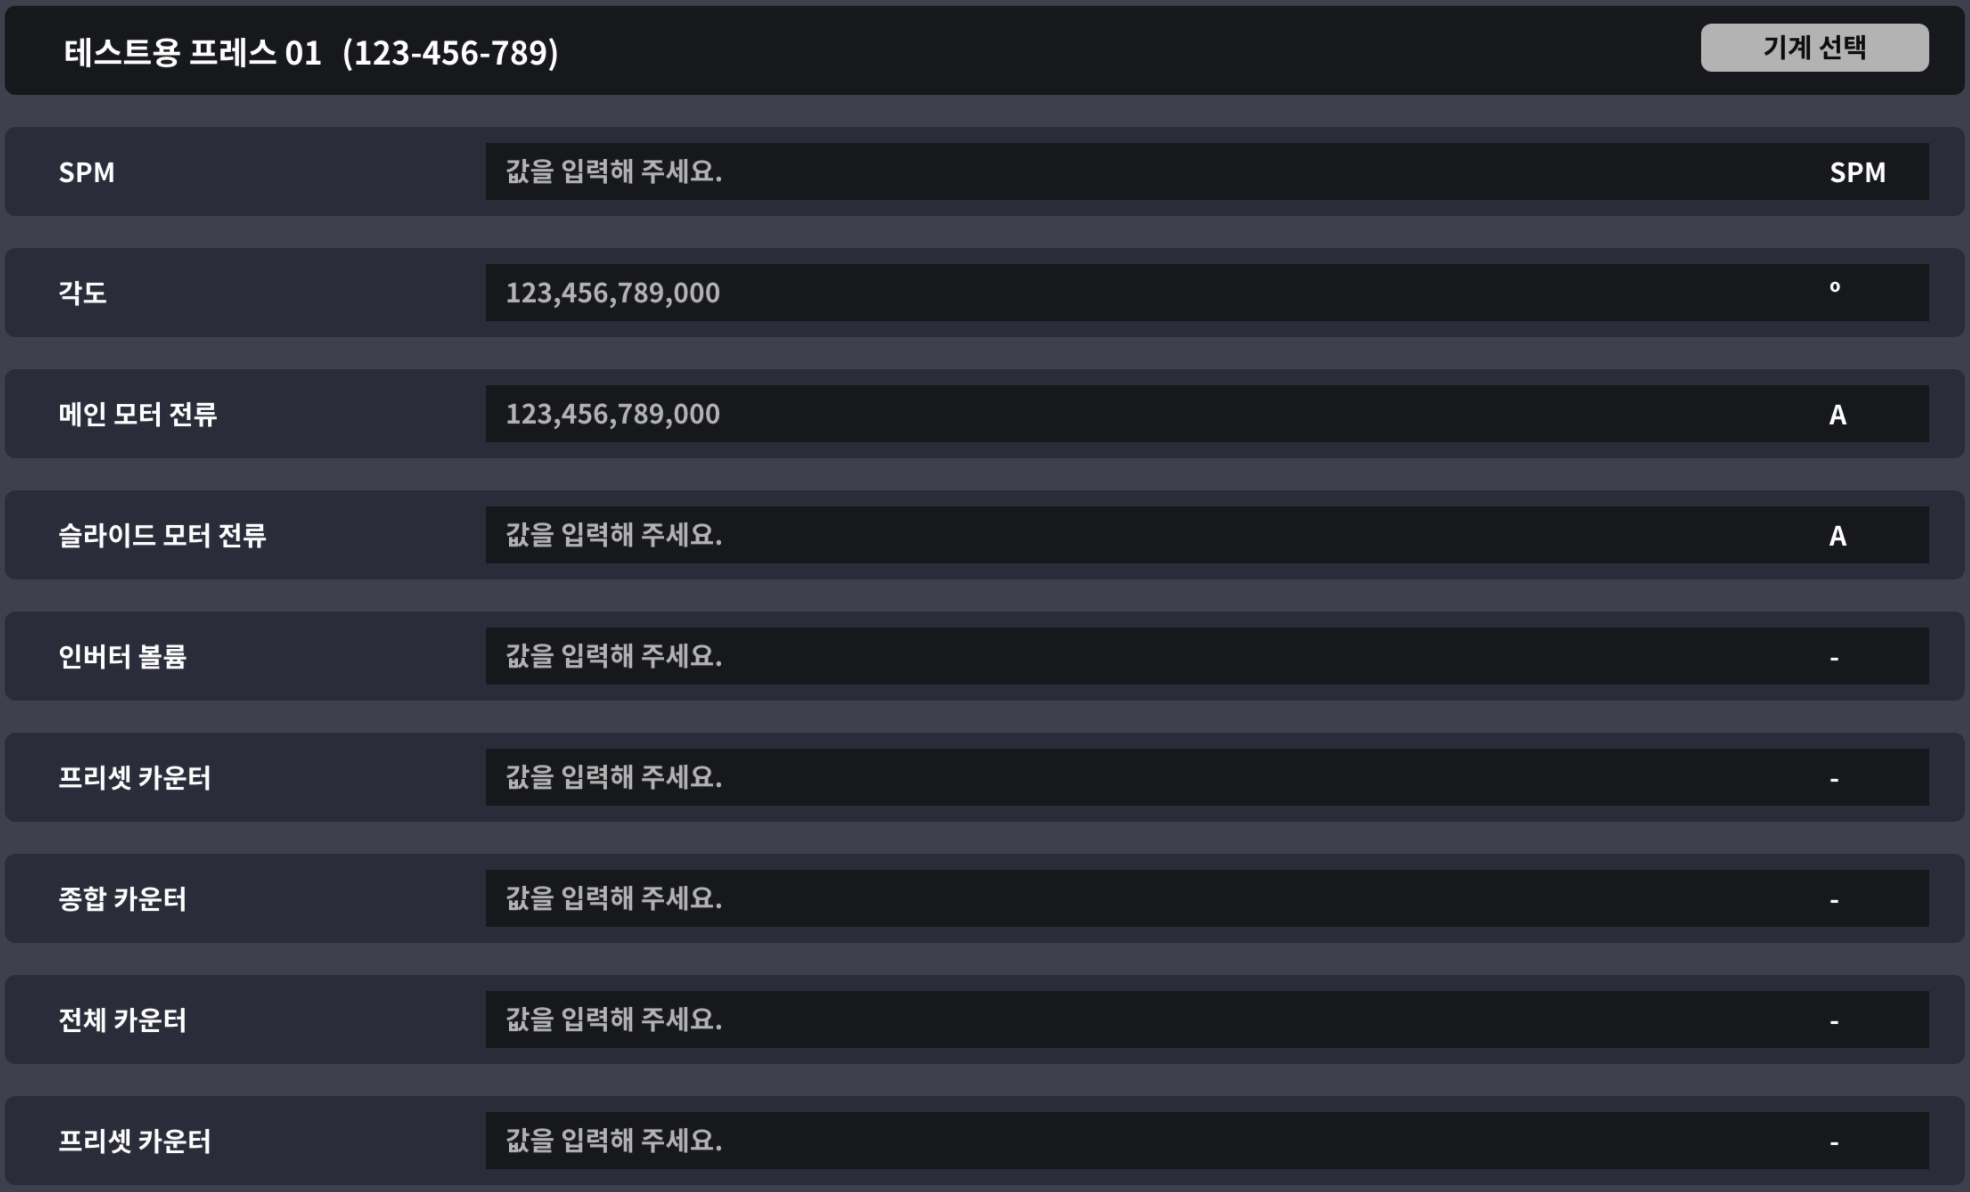 테스트용 프레스 01 (123-456-789) 기계 선택
SPM 값을 입력해 주세요. SPM
각도 123,456,789,000 º
메인 모터 전류 123,456,789,000 A
슬라이드 모터 전류 값을 입력해 주세요. A
인버터 볼륨 값을 입력해 주세요. -
프리셋 카운터 값을 입력해 주세요. -
종합 카운터 값을 입력해 주세요. -
전체 카운터 값을 입력해 주세요. -
프리셋 카운터 값을 입력해 주세요. -